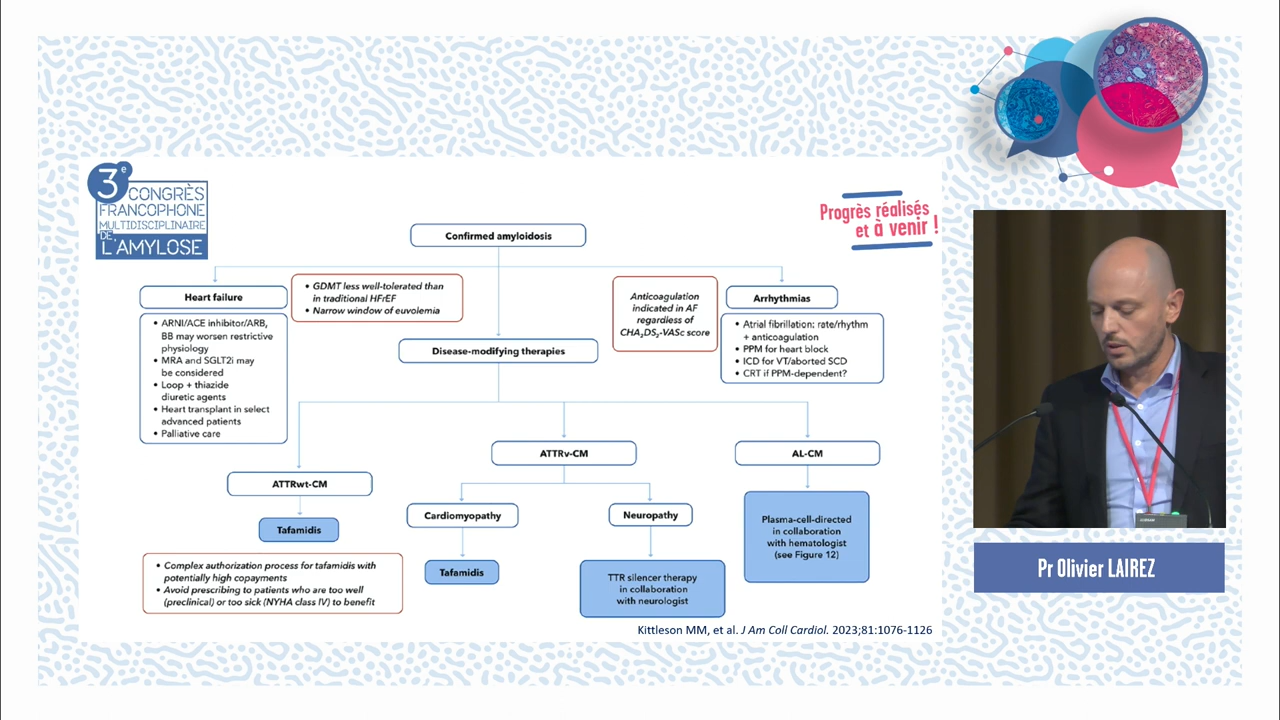 3e
CONGRÈS
FRANCOPHONE
MULTIDISCIPLINAIRE
DE
L'AMYLOSE
Progrès réalisés
et à venir !
Confirmed amyloidosis
Heart failure
• ARNI/ACE inhibitor/ARB,
BB may worsen restrictive
physiology
• MRA and SGLT2i may
be considered
• Loop + thiazide
diuretic agents
• Heart transplant in select
advanced patients
• Palliative care
• GDMT less well-tolerated than
in traditional HFrEF
• Narrow window of euvolemia
Disease-modifying therapies
Anticoagulation
indicated in AF
regardless of
CHA₂DS₂-VASc score
Arrhythmias
• Atrial fibrillation: rate/rhythm
+ anticoagulation
• PPM for heart block
• ICD for VT/aborted SCD
• CRT if PPM-dependent?
ATTRwt-CM
Tafamidis
• Complex authorization process for tafamidis with
potentially high copayments
• Avoid prescribing to patients who are too well
(preclinical) or too sick (NYHA class IV) to benefit
ATTRv-CM
Cardiomyopathy
Tafamidis
Neuropathy
TTR silencer therapy
in collaboration
with neurologist
AL-CM
Plasma-cell-directed
in collaboration
with hematologist
(see Figure 12)
Kittleson MM, et al. J Am Coll Cardiol. 2023;81:1076-1126
Pr Olivier LAIREZ